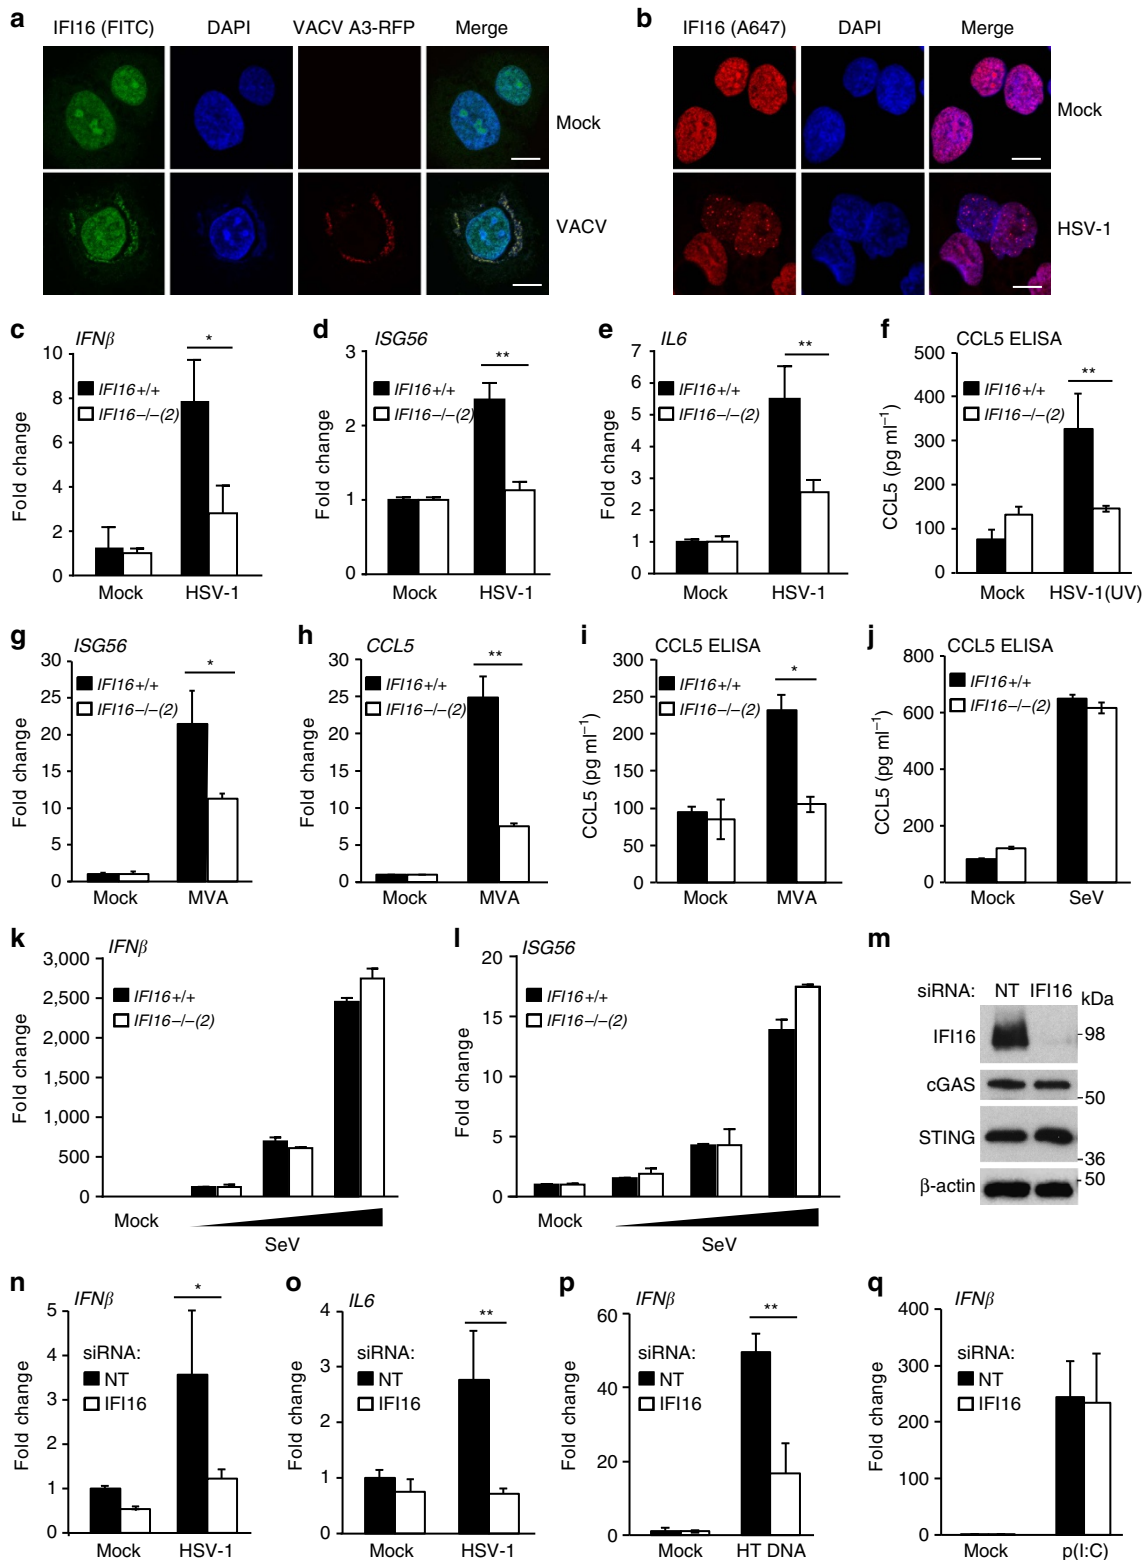 a
IFI16 (FITC) DAPI VACV A3-RFP Merge
Mock
VACV
b
IFI16 (A647) DAPI Merge
Mock
HSV-1
c
IFNβ
*
IFI16+/+
IFI16–/–(2)
Fold change
10
8
6
4
2
0
Mock HSV-1
d
ISG56
**
IFI16+/+
IFI16–/–(2)
Fold change
3
2
1
0
Mock HSV-1
e
IL6
**
IFI16+/+
IFI16–/–(2)
Fold change
7
6
5
4
3
2
1
0
Mock HSV-1
f
CCL5 ELISA
**
IFI16+/+
IFI16–/–(2)
CCL5 (pg ml⁻¹)
500
400
300
200
100
0
Mock HSV-1(UV)
g
ISG56
*
IFI16+/+
IFI16–/–(2)
Fold change
30
25
20
15
10
5
0
Mock MVA
h
CCL5
**
IFI16+/+
IFI16–/–(2)
Fold change
30
25
20
15
10
5
0
Mock MVA
i
CCL5 ELISA
*
IFI16+/+
IFI16–/–(2)
CCL5 (pg ml⁻¹)
300
250
200
150
100
50
0
Mock MVA
j
CCL5 ELISA
IFI16+/+
IFI16–/–(2)
CCL5 (pg ml⁻¹)
800
600
400
200
0
Mock SeV
k
IFNβ
IFI16+/+
IFI16–/–(2)
Fold change
3,000
2,500
2,000
1,500
1,000
500
0
Mock
SeV
l
ISG56
IFI16+/+
IFI16–/–(2)
Fold change
20
15
10
5
0
Mock
SeV
m
siRNA: NT IFI16 kDa
IFI16 -98
cGAS -50
STING -36
β-actin -50
n
IFNβ
*
siRNA:
NT
IFI16
Fold change
5
4
3
2
1
0
Mock HSV-1
o
IL6
**
siRNA:
NT
IFI16
Fold change
4
3
2
1
0
Mock HSV-1
p
IFNβ
**
siRNA:
NT
IFI16
Fold change
60
40
20
0
Mock HT DNA
q
IFNβ
siRNA:
NT
IFI16
Fold change
400
300
200
100
0
Mock p(I:C)